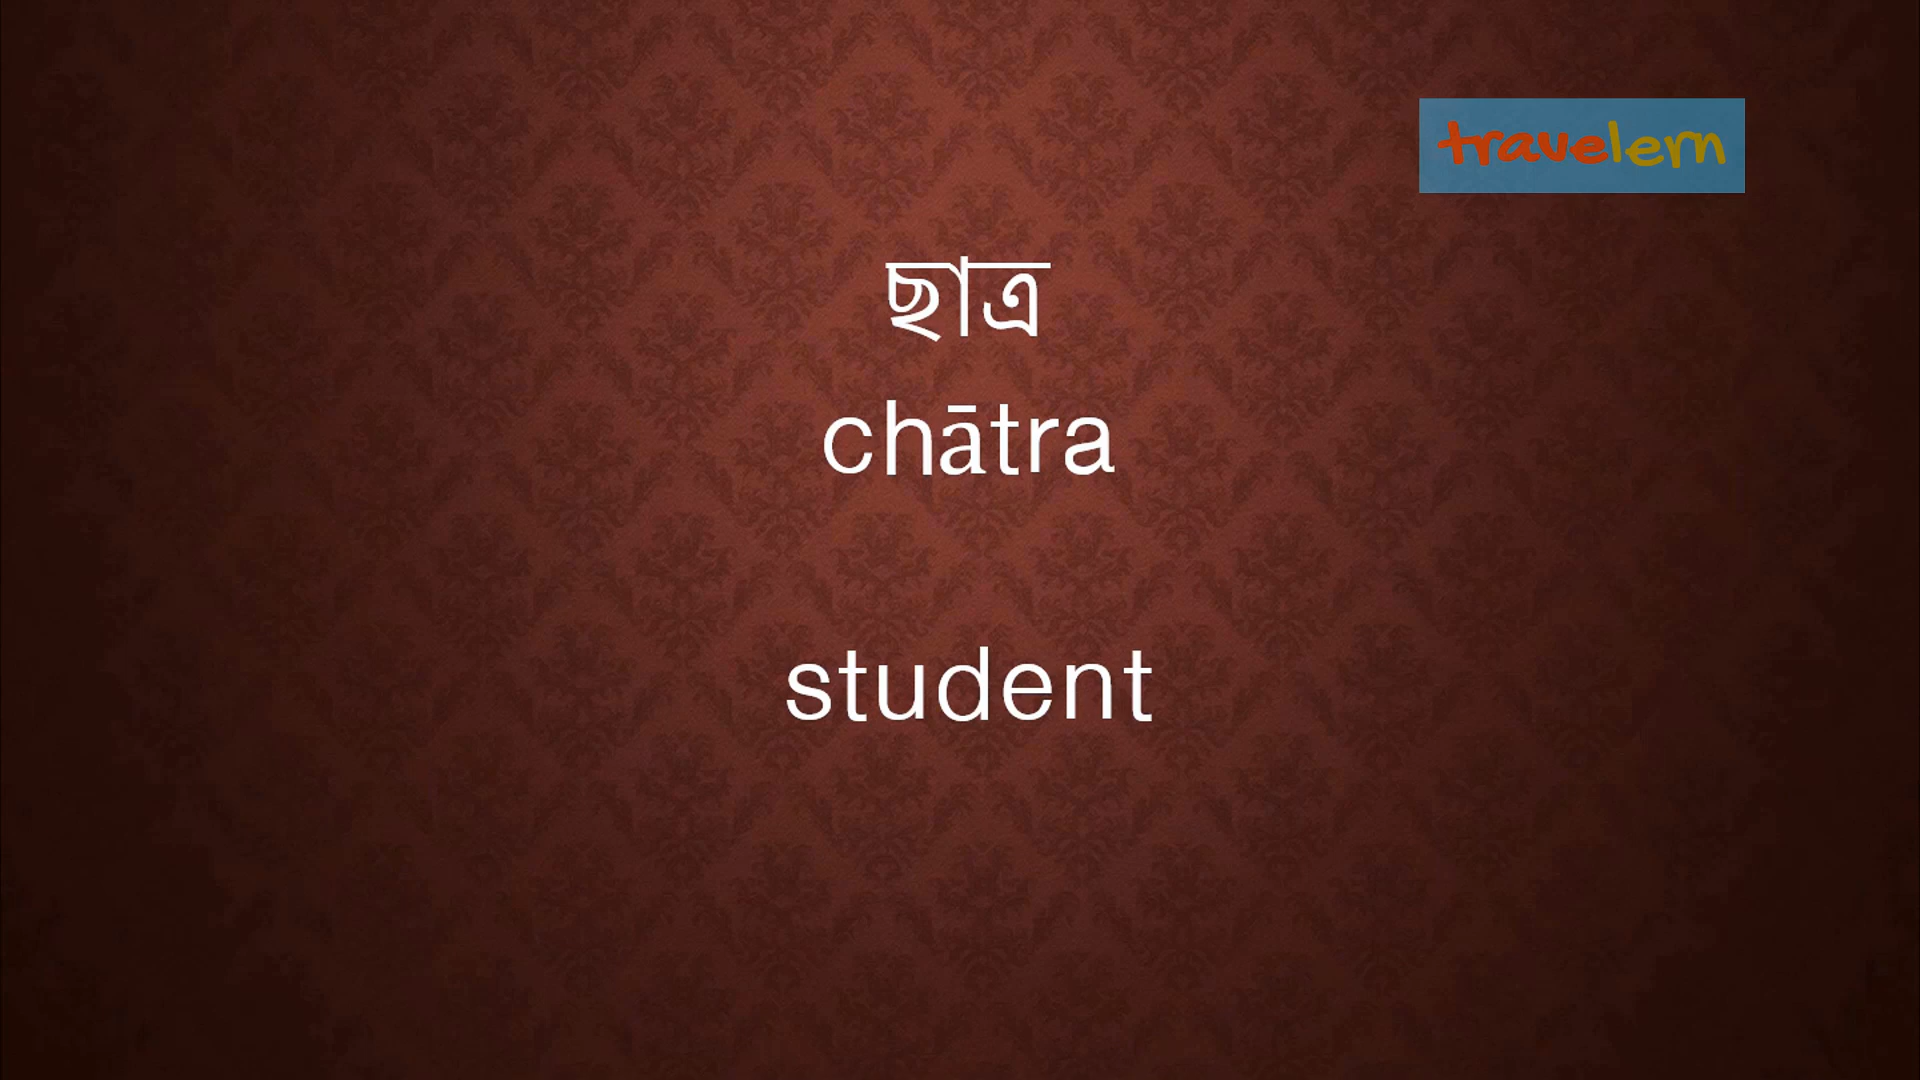 travelern
ছাত্র
chātra
student